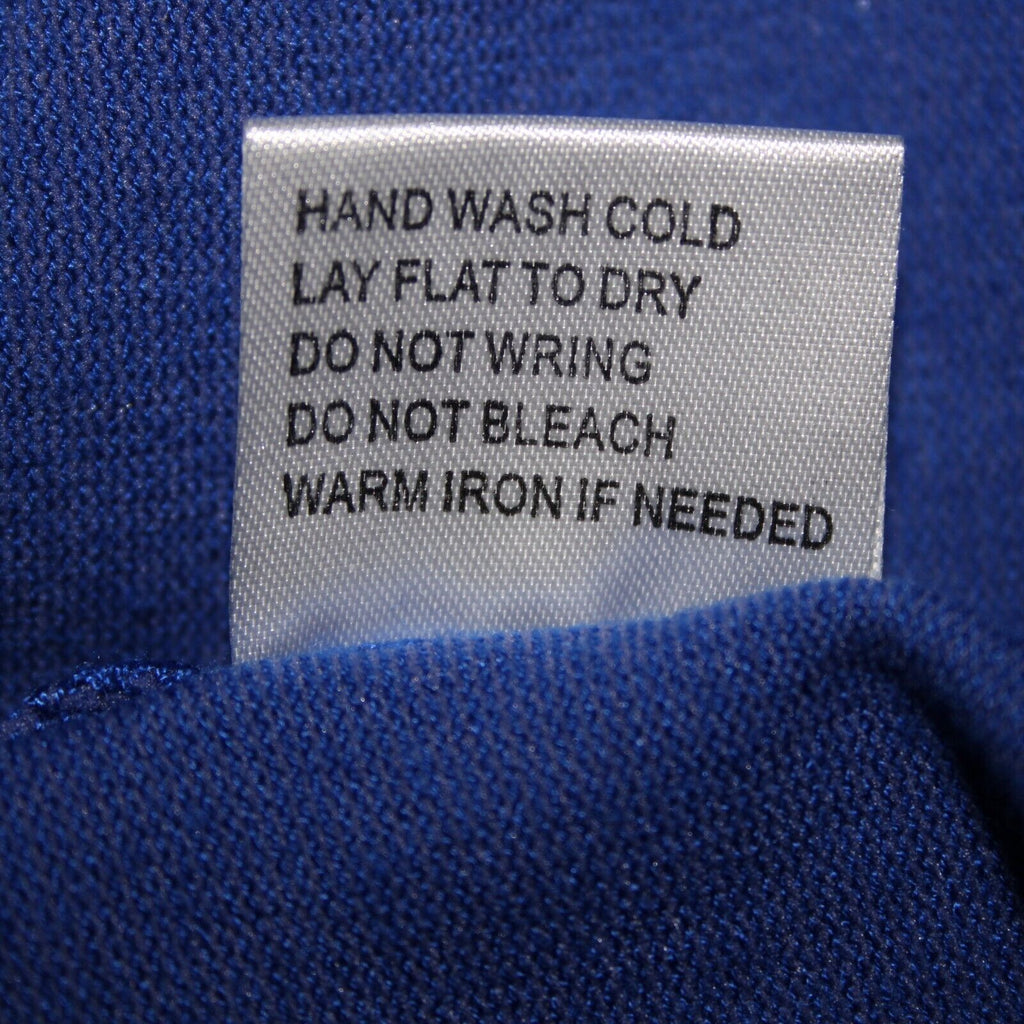 HAND WASH COLD
LAY FLAT TO DRY
DO NOT WRING
DO NOT BLEACH
WARM IRON IF NEEDED